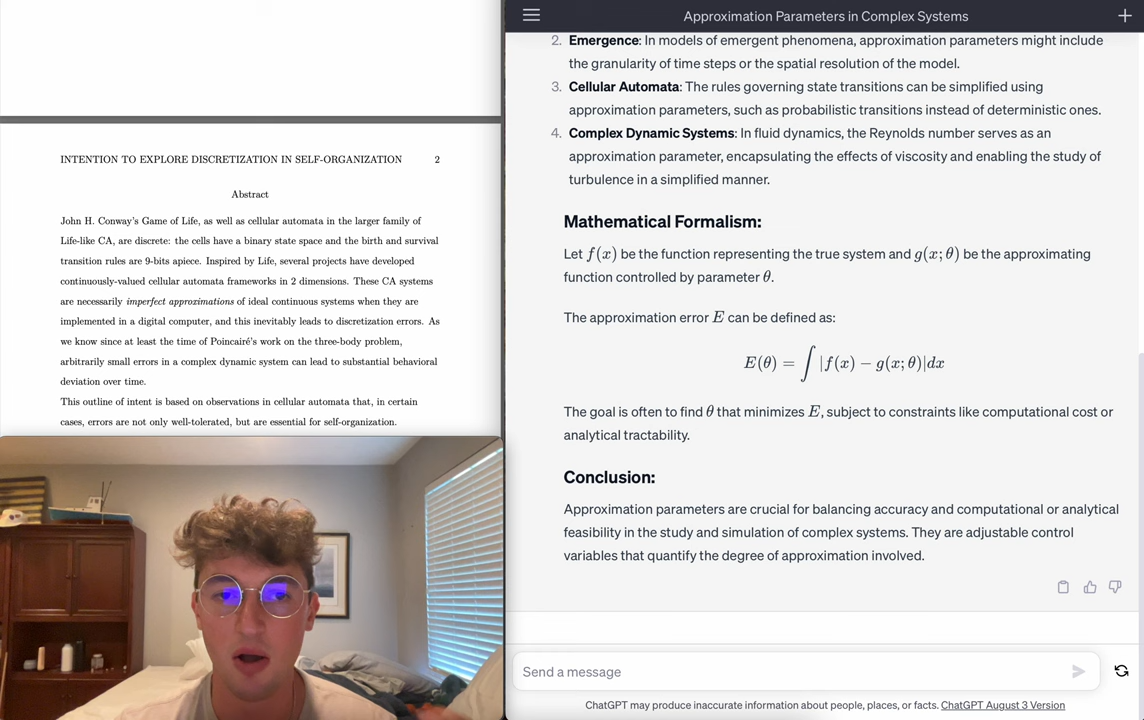 INTENTION TO EXPLORE DISCRETIZATION IN SELF-ORGANIZATION 2
Abstract
John H. Conway's Game of Life, as well as cellular automata in the larger family of
Life-like CA, are discrete: the cells have a binary state space and the birth and survival
transition rules are 9-bits apiece. Inspired by Life, several projects have developed
continuously-valued cellular automata frameworks in 2 dimensions. These CA systems
are necessarily imperfect approximations of ideal continuous systems when they are
implemented in a digital computer, and this inevitably leads to discretization errors. As
we know since at least the time of Poincairé's work on the three-body problem,
arbitrarily small errors in a complex dynamic system can lead to substantial behavioral
deviation over time.
This outline of intent is based on observations in cellular automata that, in certain
cases, errors are not only well-tolerated, but are essential for self-organization.
Approximation Parameters in Complex Systems
2. Emergence: In models of emergent phenomena, approximation parameters might include
the granularity of time steps or the spatial resolution of the model.
3. Cellular Automata: The rules governing state transitions can be simplified using
approximation parameters, such as probabilistic transitions instead of deterministic ones.
4. Complex Dynamic Systems: In fluid dynamics, the Reynolds number serves as an
approximation parameter, encapsulating the effects of viscosity and enabling the study of
turbulence in a simplified manner.
Mathematical Formalism:
Let f(x) be the function representing the true system and g(x; θ) be the approximating
function controlled by parameter θ.
The approximation error E can be defined as:
E(θ) = ∫ |f(x) − g(x; θ)|dx
The goal is often to find θ that minimizes E, subject to constraints like computational cost or
analytical tractability.
Conclusion:
Approximation parameters are crucial for balancing accuracy and computational or analytical
feasibility in the study and simulation of complex systems. They are adjustable control
variables that quantify the degree of approximation involved.
Send a message
ChatGPT may produce inaccurate information about people, places, or facts. ChatGPT August 3 Version